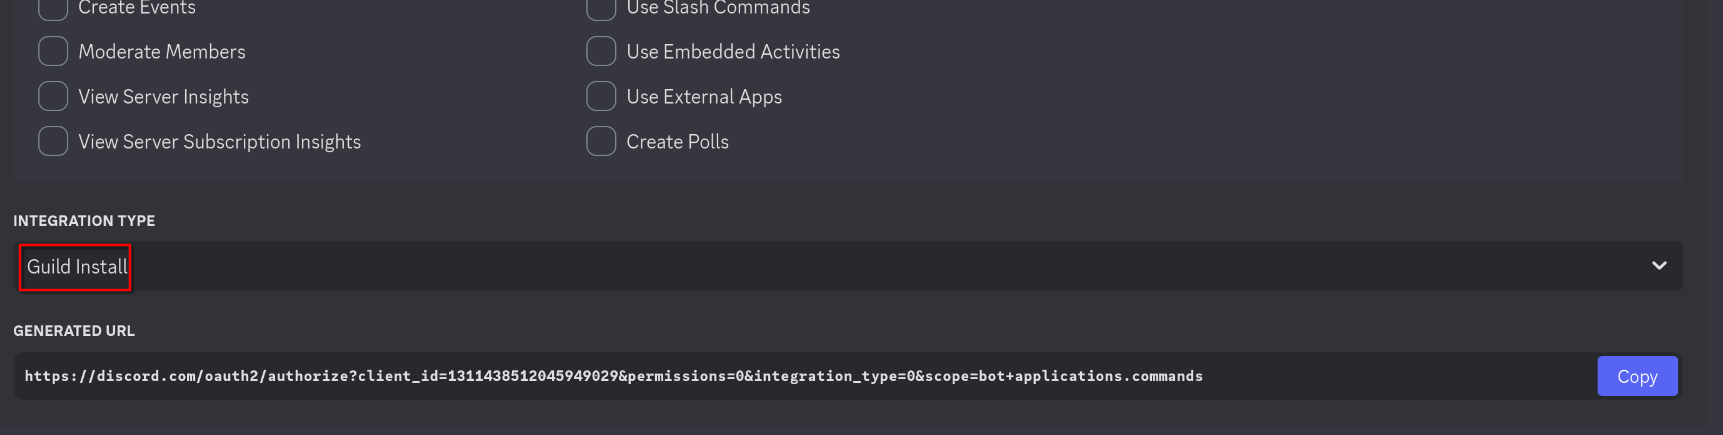 Create Events
Use Slash Commands
Moderate Members
Use Embedded Activities
View Server Insights
Use External Apps
View Server Subscription Insights
Create Polls
INTEGRATION TYPE
Guild Install
GENERATED URL
https://discord.com/oauth2/authorize?client_id=1311438512045949029&permissions=0&integration_type=0&scope=bot+applications.commands
Copy